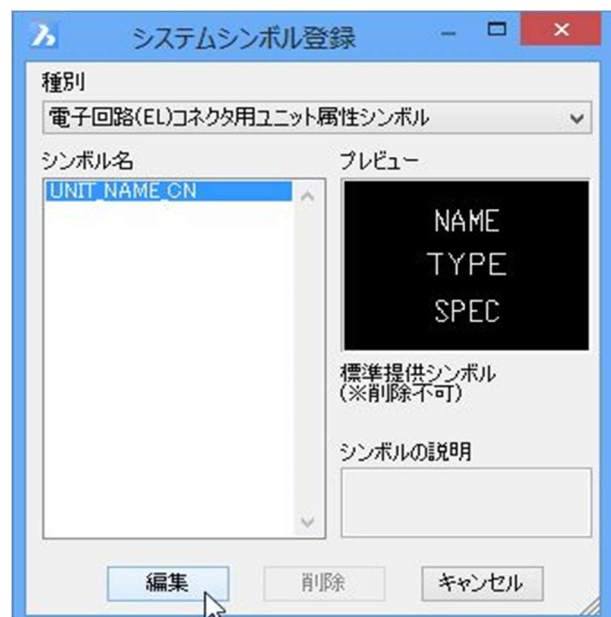 システムシンボル登録
種別
電子回路(EL)コネクタ用ユニット属性シンボル
シンボル名
UNIT_NAME_CN
プレビュー
NAME
TYPE
SPEC
標準提供シンボル
(※削除不可)
シンボルの説明
編集
削除
キャンセル